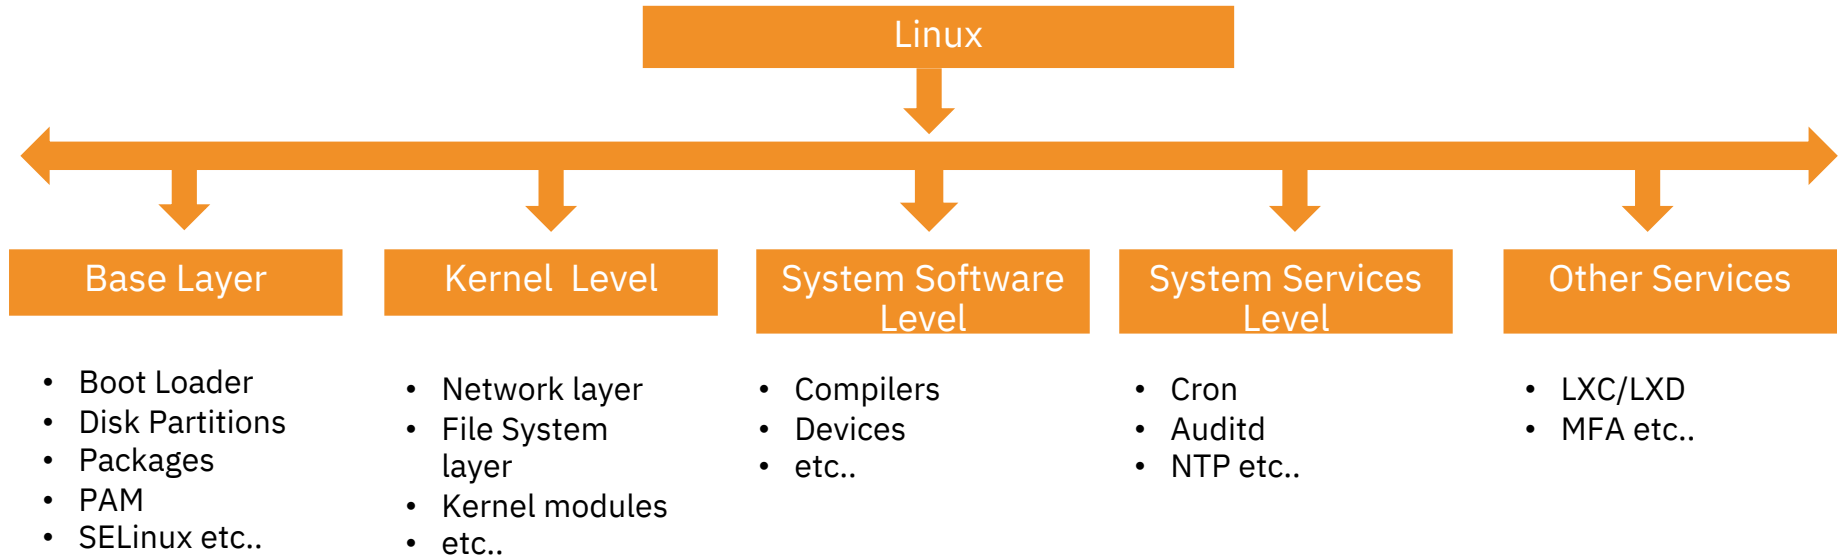 Linux
Base Layer
Kernel Level
System Software
Level
System Services
Level
Other Services
• Boot Loader
• Disk Partitions
• Packages
• PAM
• SELinux etc..
• Network layer
• File System
layer
• Kernel modules
• etc..
• Compilers
• Devices
• etc..
• Cron
• Auditd
• NTP etc..
• LXC/LXD
• MFA etc..